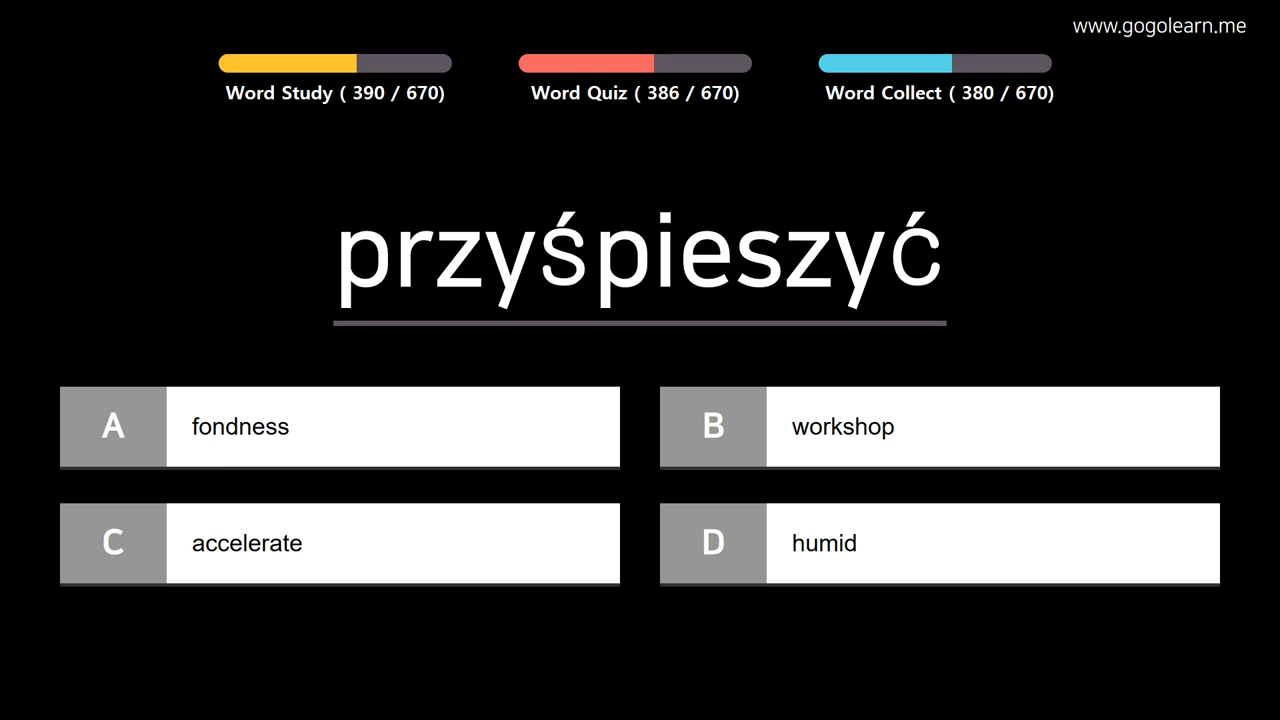 www.gogolearn.me
Word Study ( 390 / 670)
Word Quiz ( 386 / 670)
Word Collect ( 380 / 670)
przyśpieszyć
A fondness
B workshop
C accelerate
D humid